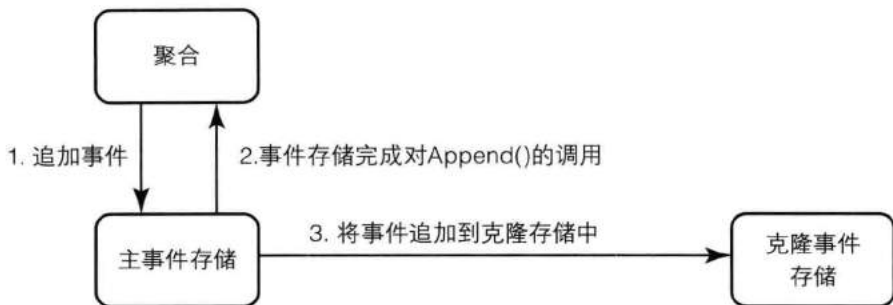 聚合
1. 追加事件
2.事件存储完成对Append()的调用
主事件存储
3. 将事件追加到克隆存储中
克隆事件
存储